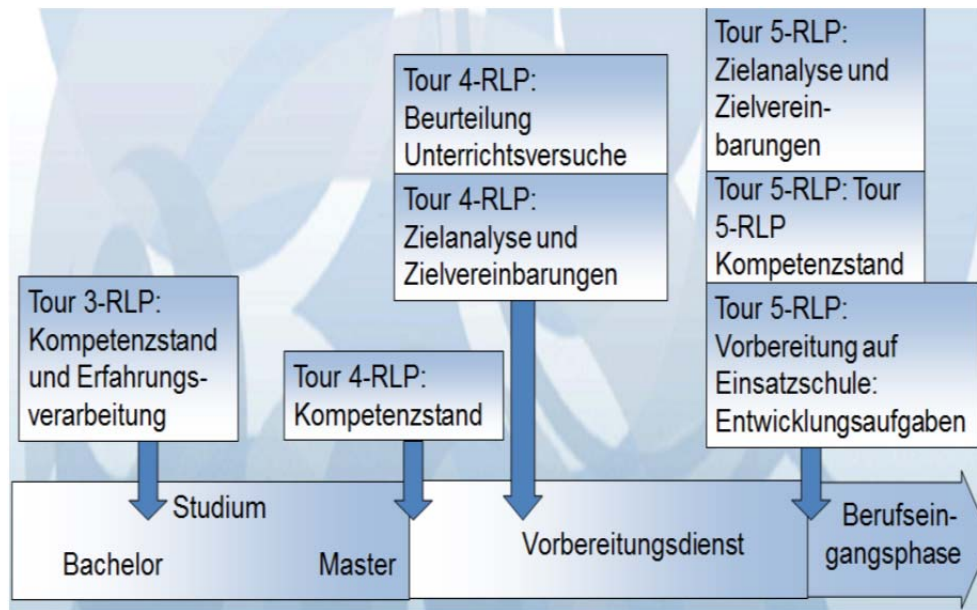 Tour 3-RLP:
Kompetenzstand
und Erfahrungs-
verarbeitung
Tour 4-RLP:
Kompetenzstand
Tour 4-RLP:
Beurteilung
Unterrichtsversuche
Tour 4-RLP:
Zielanalyse und
Zielvereinbarungen
Tour 5-RLP:
Zielanalyse und
Zielverein-
barungen
Tour 5-RLP: Tour
5-RLP
Kompetenzstand
Tour 5-RLP:
Vorbereitung auf
Einsatzschule:
Entwicklungsaufgaben
Studium
Bachelor
Master
Vorbereitungsdienst
Berufsein-
gangsphase